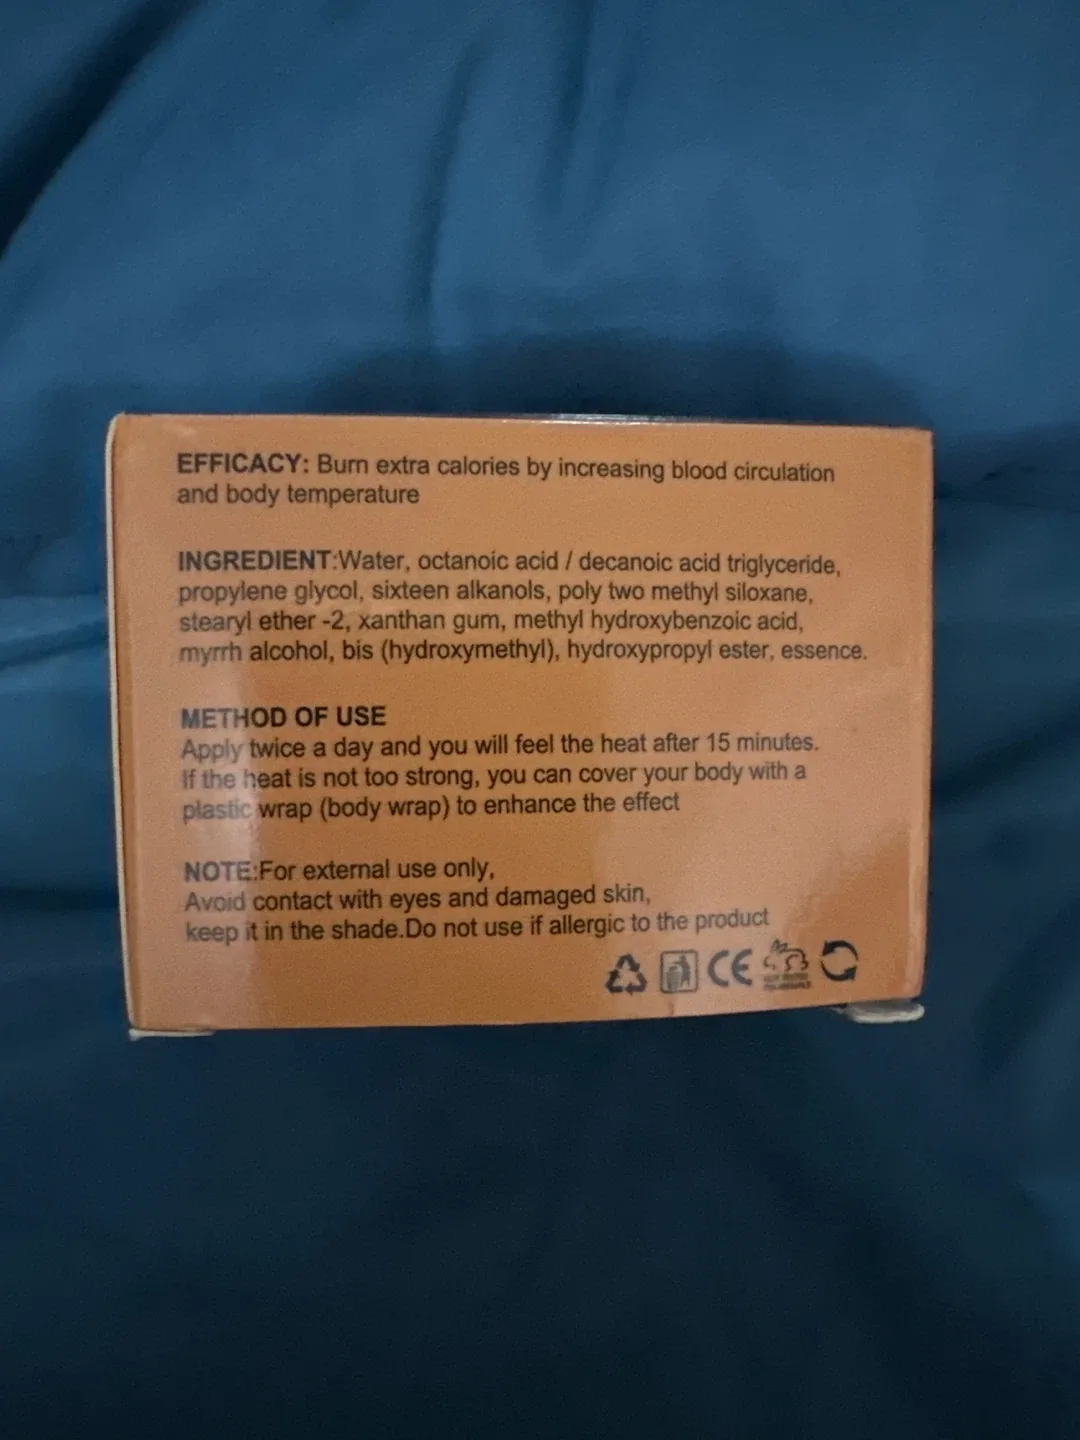 EFFICACY: Burn extra calories by increasing blood circulation
and body temperature
INGREDIENT:Water, octanoic acid / decanoic acid triglyceride,
propylene glycol, sixteen alkanols, poly two methyl siloxane,
stearyl ether -2, xanthan gum, methyl hydroxybenzoic acid,
myrrh alcohol, bis (hydroxymethyl), hydroxypropyl ester, essence.
METHOD OF USE
Apply twice a day and you will feel the heat after 15 minutes.
If the heat is not too strong, you can cover your body with a
plastic wrap (body wrap) to enhance the effect
NOTE:For external use only,
Avoid contact with eyes and damaged skin,
keep it in the shade.Do not use if allergic to the product
CE